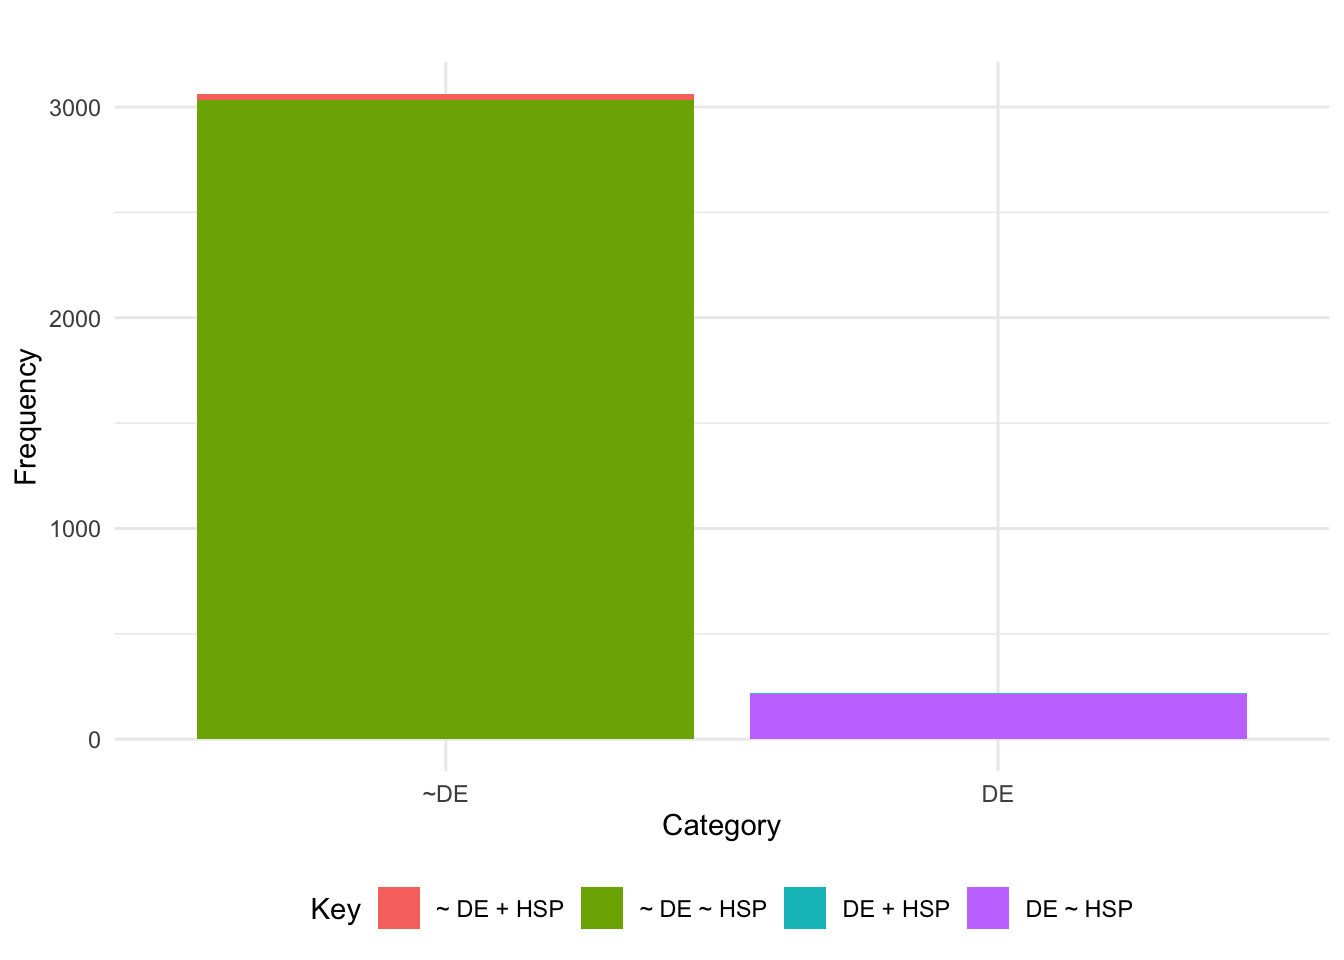 3000
2000
1000
0
Frequency
~DE DE
Category
Key ~ DE + HSP ~ DE ~ HSP DE + HSP DE ~ HSP